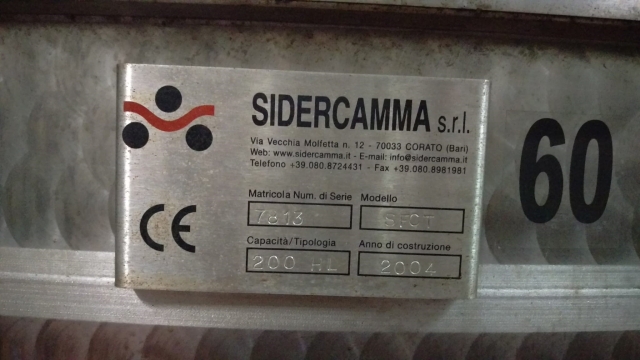 SIDERCAMMA s.r.l.
Via Vecchia Molfetta n. 12 - 70033 CORATO (Bari)
Web: www.sidercamma.it - E-mail: info@sidercamma.it
Telefono +39.080.8724431 - Fax +39.080.8981981
Matricola Num. di Serie Modello
7813
Capacità/Tipologia Anno di costruzione
200 HL 2004
CE
60